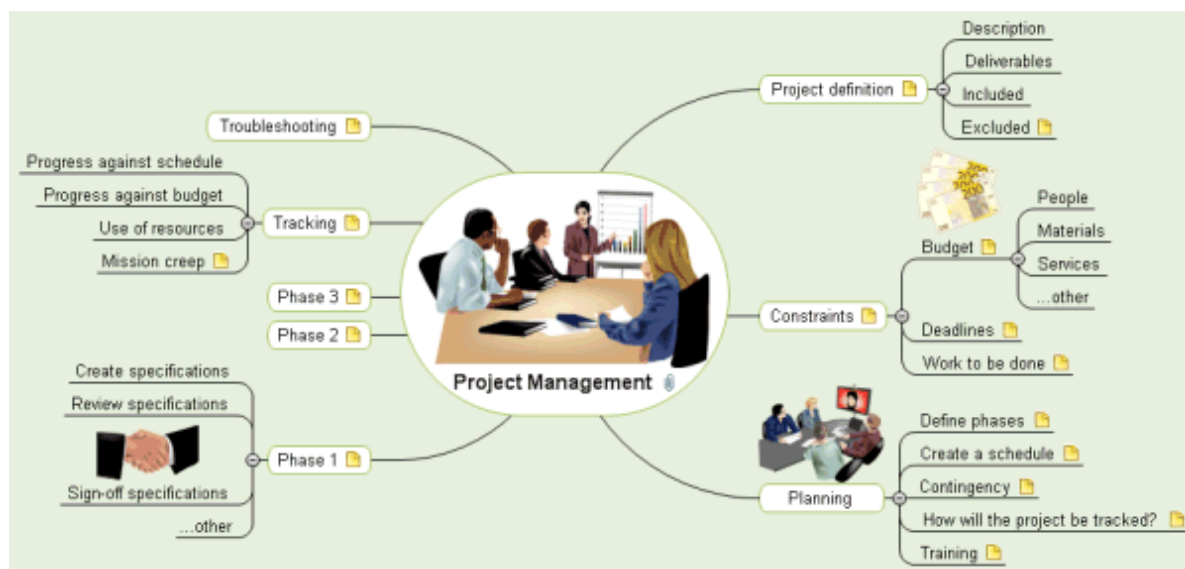 Description
Deliverables
Project definition
Included
Excluded
Troubleshooting
Progress against schedule
Progress against budget
Tracking
Use of resources
Mission creep
People
Materials
Budget
Services
...other
Phase 3
Constraints
Phase 2
Deadlines
Work to be done
Project Management
Create specifications
Review specifications
Phase 1
Sign-off specifications
...other
Define phases
Create a schedule
Planning
Contingency
How will the project be tracked?
Training
200
200